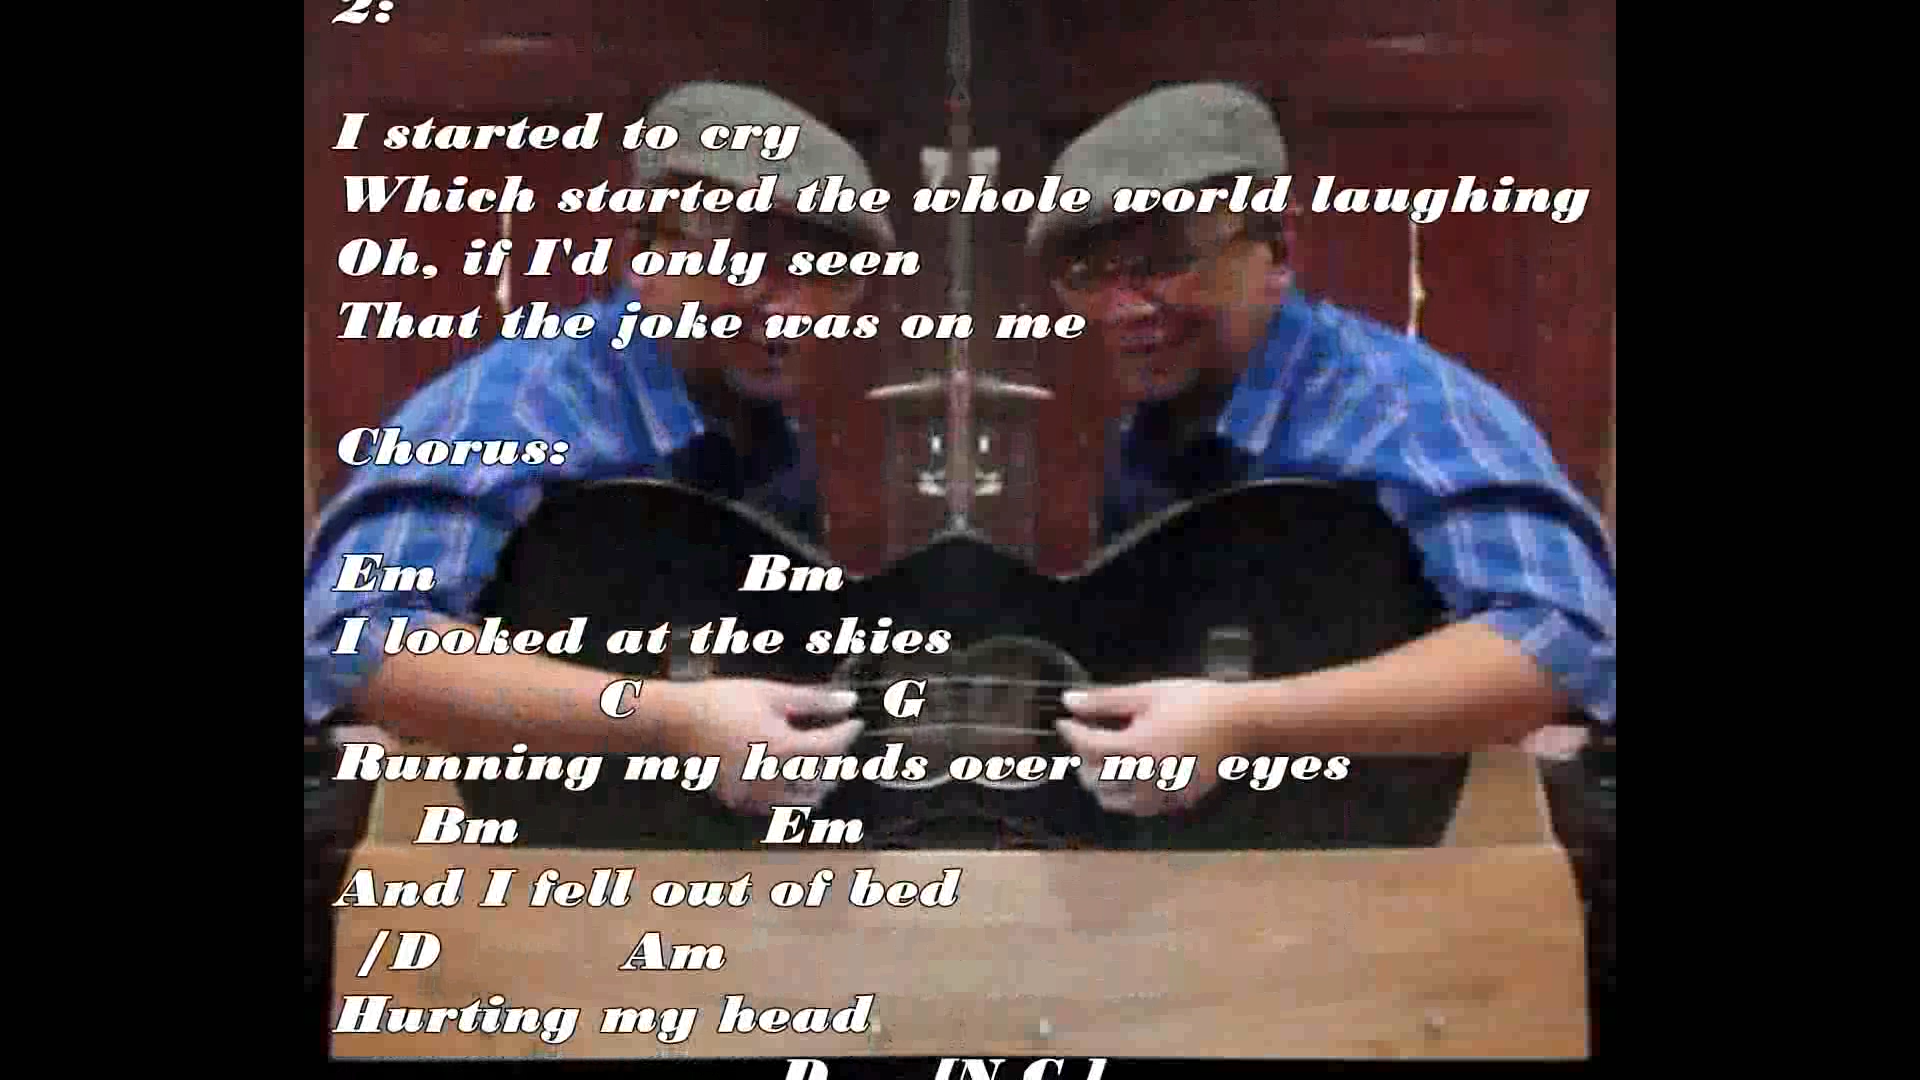 2:
I started to cry
Which started the whole world laughing
Oh, if I'd only seen
That the joke was on me
Chorus:
Em Bm
I looked at the skies
C G
Running my hands over my eyes
Bm Em
And I fell out of bed
/D Am
Hurting my head
D [N.C.]